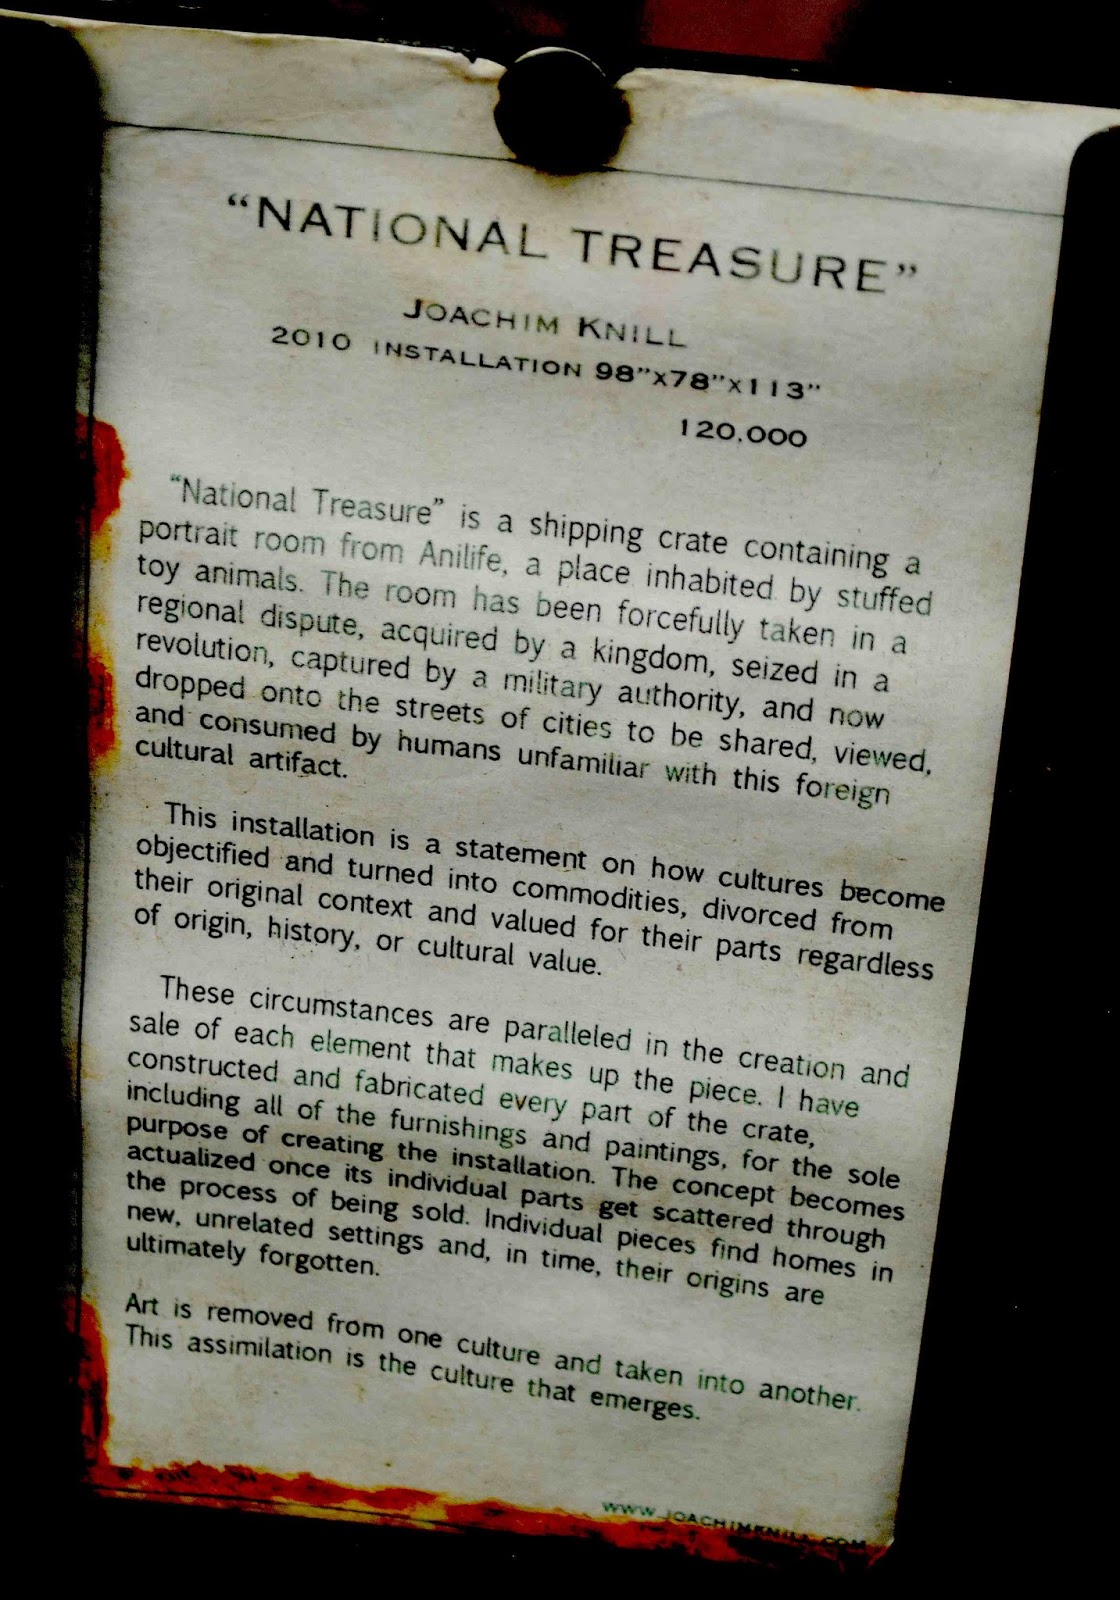 “NATIONAL TREASURE”
JOACHIM KNILL
2010 INSTALLATION 98”x78”x113”
120.000
“National Treasure” is a shipping crate containing a
portrait room from Anilife, a place inhabited by stuffed
toy animals. The room has been forcefully taken in a
regional dispute, acquired by a kingdom, seized in a
revolution, captured by a military authority, and now
dropped onto the streets of cities to be shared, viewed,
and consumed by humans unfamiliar with this foreign
cultural artifact.
This installation is a statement on how cultures become
objectified and turned into commodities, divorced from
their original context and valued for their parts regardless
of origin, history, or cultural value.
These circumstances are paralleled in the creation and
sale of each element that makes up the piece. I have
constructed and fabricated every part of the crate,
including all of the furnishings and paintings, for the sole
purpose of creating the installation. The concept becomes
actualized once its individual parts get scattered through
the process of being sold. Individual pieces find homes in
new, unrelated settings and, in time, their origins are
ultimately forgotten.
Art is removed from one culture and taken into another.
This assimilation is the culture that emerges.
WWW.JOACHIMKNILL.COM